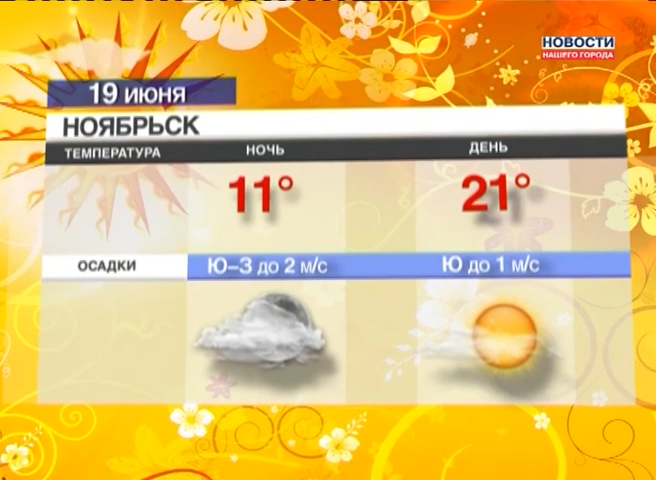 НОВОСТИ
НАШЕГО ГОРОДА
19 ИЮНЯ
НОЯБРЬСК
ТЕМПЕРАТУРА НОЧЬ ДЕНЬ
11° 21°
ОСАДКИ Ю–З ДО 2 М/С Ю ДО 1 М/С